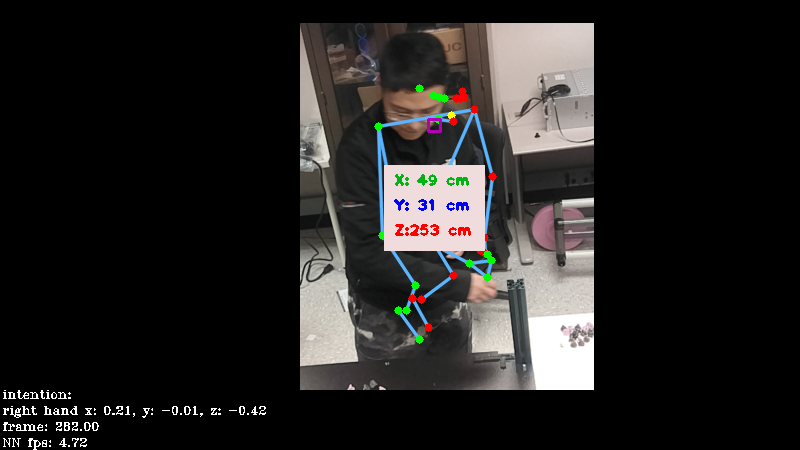 UC
X: 49 cm
Y: 31 cm
Z:253 cm
intention:
right hand x: 0.21, y: −0.01, z: −0.42
frame: 282.00
NN fps: 4.72